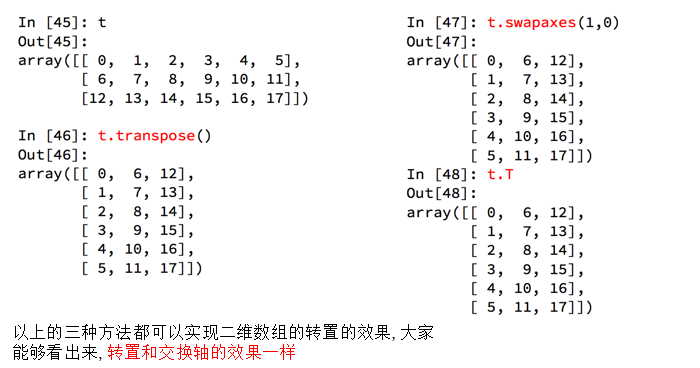 In [45]: t
Out[45]:
array([[ 0,  1,  2,  3,  4,  5],
       [ 6,  7,  8,  9, 10, 11],
       [12, 13, 14, 15, 16, 17]])
In [46]: t.transpose()
Out[46]:
array([[ 0,  6, 12],
       [ 1,  7, 13],
       [ 2,  8, 14],
       [ 3,  9, 15],
       [ 4, 10, 16],
       [ 5, 11, 17]])
In [47]: t.swapaxes(1,0)
Out[47]:
array([[ 0,  6, 12],
       [ 1,  7, 13],
       [ 2,  8, 14],
       [ 3,  9, 15],
       [ 4, 10, 16],
       [ 5, 11, 17]])
In [48]: t.T
Out[48]:
array([[ 0,  6, 12],
       [ 1,  7, 13],
       [ 2,  8, 14],
       [ 3,  9, 15],
       [ 4, 10, 16],
       [ 5, 11, 17]])
以上的三种方法都可以实现二维数组的转置的效果,大家
能够看出来,转置和交换轴的效果一样